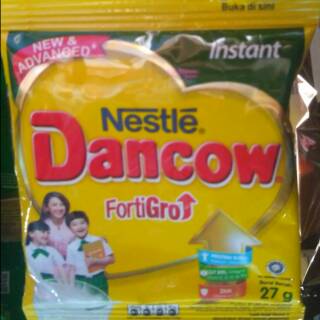 Buka di sini
NEW &
ADVANCED
Instant
Nestlé
Dancow
FortiGro
27 g